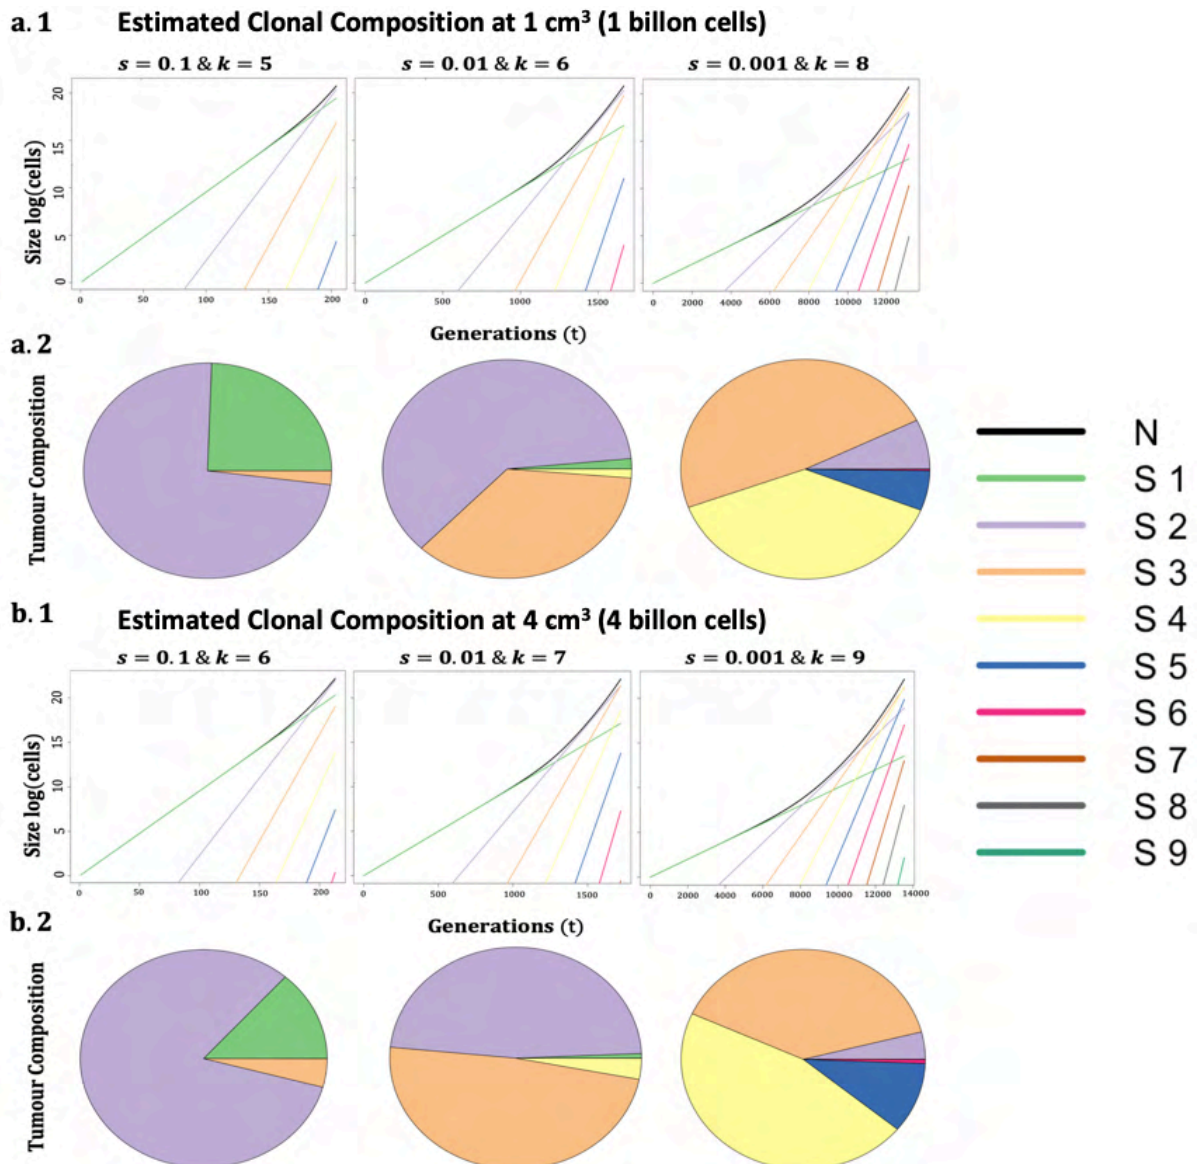 a. 1 Estimated Clonal Composition at 1 cm³ (1 billon cells)
s = 0.1 & k = 5 s = 0.01 & k = 6 s = 0.001 & k = 8
Size log(cells)
0 5 10 15 20
0 50 100 150 200
0 500 1000 1500
0 2000 4000 6000 8000 10000 12000
Generations (t)
a. 2
Tumour Composition
N
S 1
S 2
S 3
S 4
S 5
S 6
S 7
S 8
S 9
b. 1 Estimated Clonal Composition at 4 cm³ (4 billon cells)
s = 0.1 & k = 6 s = 0.01 & k = 7 s = 0.001 & k = 9
Size log(cells)
0 5 10 15 20
0 50 100 150 200
0 500 1000 1500
0 2000 4000 6000 8000 10000 12000 14000
Generations (t)
b. 2
Tumour Composition